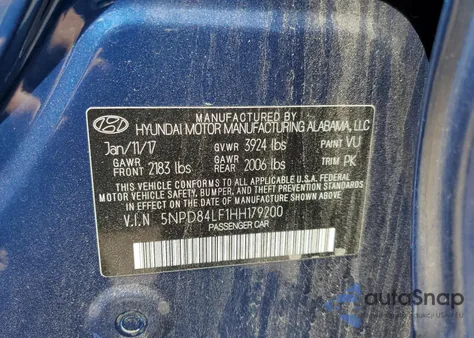 MANUFACTURED BY
HYUNDAI MOTOR MANUFACTURING ALABAMA, LLC
Jan/11/17 GVWR 3924 lbs PAINT VU
GAWR FRONT 2183 lbs GAWR REAR 2006 lbs TRIM PK
THIS VEHICLE CONFORMS TO ALL APPLICABLE U.S.A. FEDERAL
MOTOR VEHICLE SAFETY, BUMPER, AND THEFT PREVENTION
STANDARDS IN EFFECT ON THE DATE OF MANUFACTURE SHOWN ABOVE.
V.I.N 5NPD84LF1HH179200
PASSENGER CAR
autoSnap